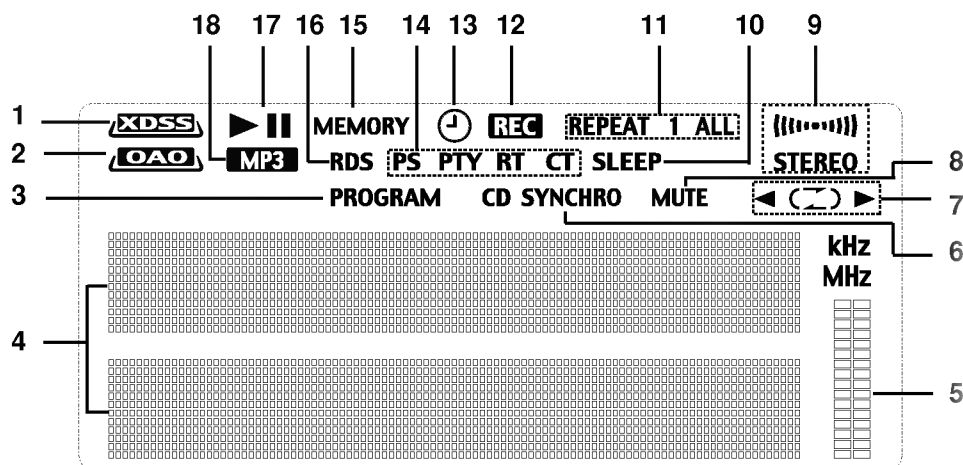 18 17 16 15 14 13 12 11 10 9
1 XDSS MEMORY REC REPEAT 1 ALL
2 OAO MP3 RDS PS PTY RT CT SLEEP STEREO 8
3 PROGRAM CD SYNCHRO MUTE 7
kHz 6
MHz
4
5